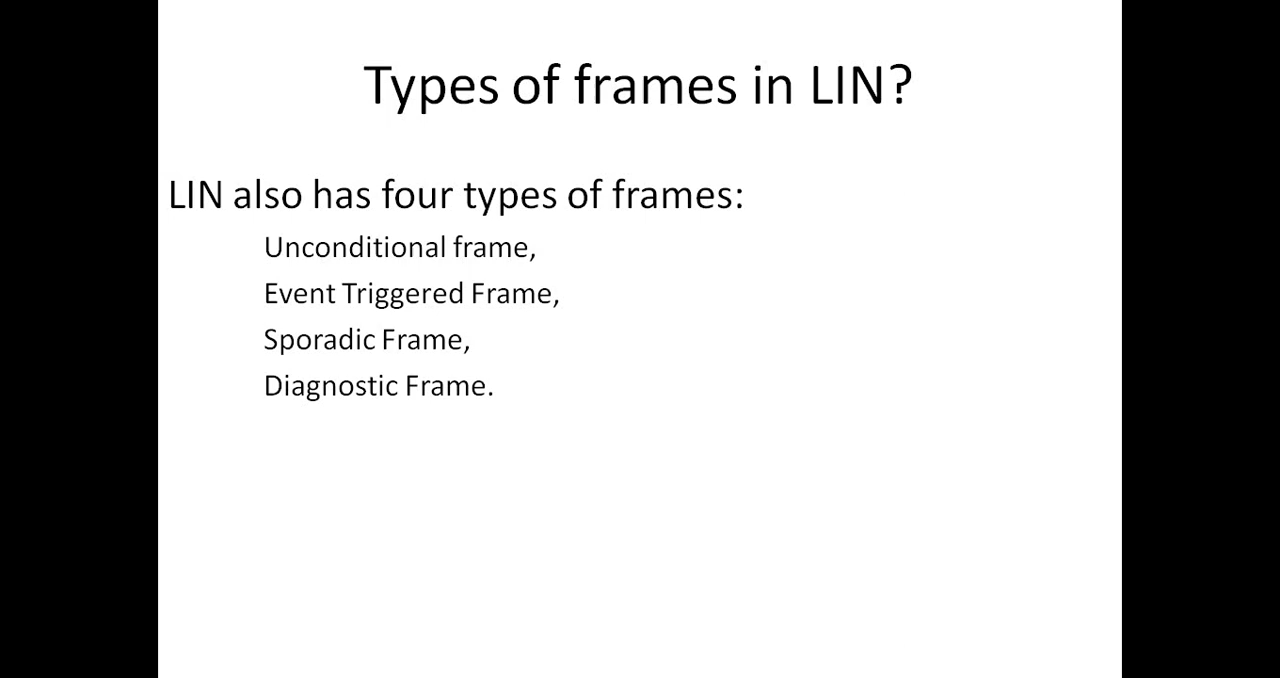 Types of frames in LIN?
LIN also has four types of frames:
Unconditional frame,
Event Triggered Frame,
Sporadic Frame,
Diagnostic Frame.